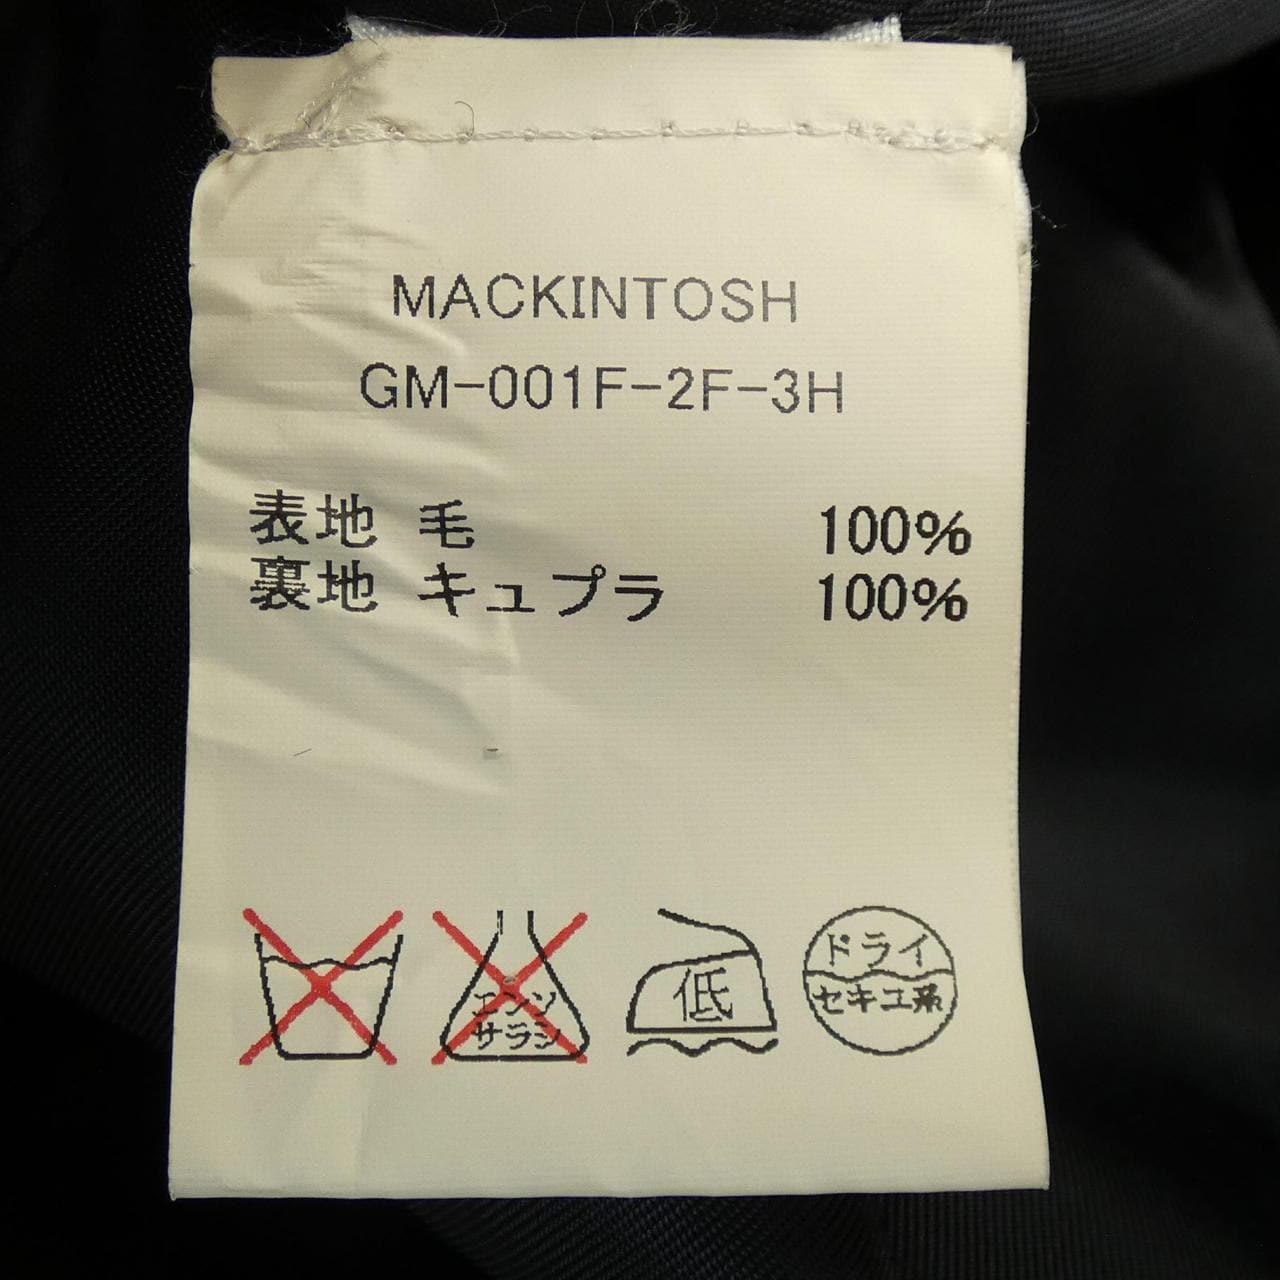 MACKINTOSH
GM-001F-2F-3H
表地 毛 100%
裏地 キュプラ 100%
エンソ
サラシ
低
ドライ
セキユ系